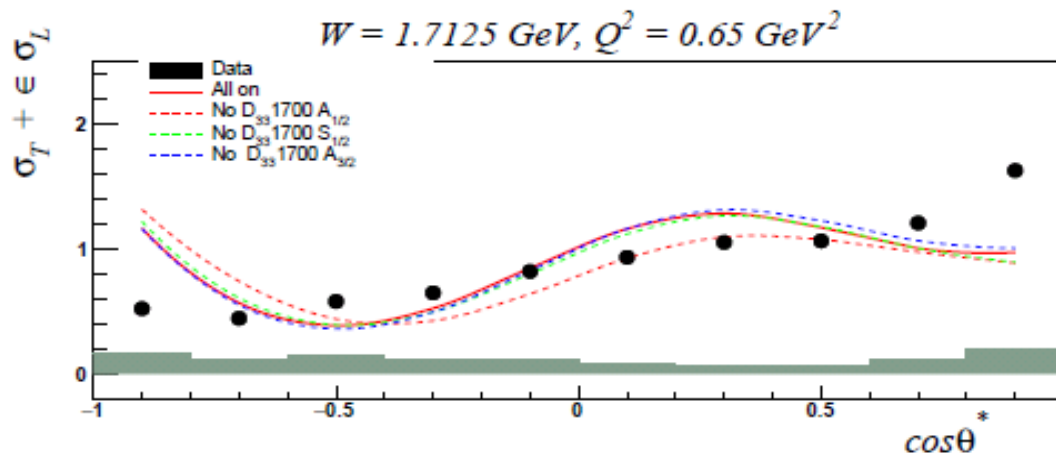 W = 1.7125 GeV, Q² = 0.65 GeV²
σ_T + ϵ σ_L
Data
All on
No D₃₃1700 A₁/₂
No D₃₃1700 S₁/₂
No D₃₃1700 A₃/₂
2
1
0
−1 −0.5 0 0.5
cosθ*